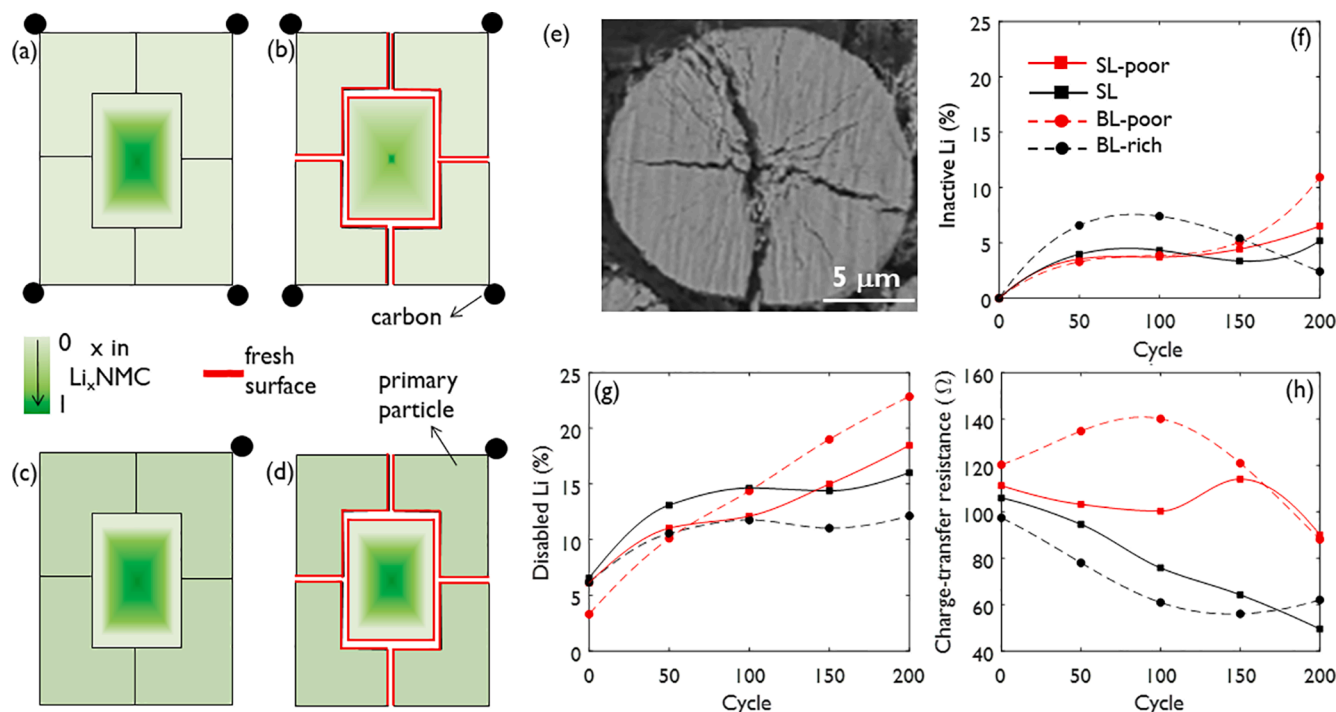 (a)
(b)
carbon
0
x in
LixNMC
1
fresh
surface
primary
particle
(c)
(d)
(e)
5 μm
(f)
25
20
15
10
5
0
Inactive Li (%)
SL-poor
SL
BL-poor
BL-rich
0
50
100
150
200
Cycle
(g)
25
20
15
10
5
0
Disabled Li (%)
0
50
100
150
200
Cycle
(h)
160
140
120
100
80
60
40
Charge-transfer resistance (Ω)
0
50
100
150
200
Cycle